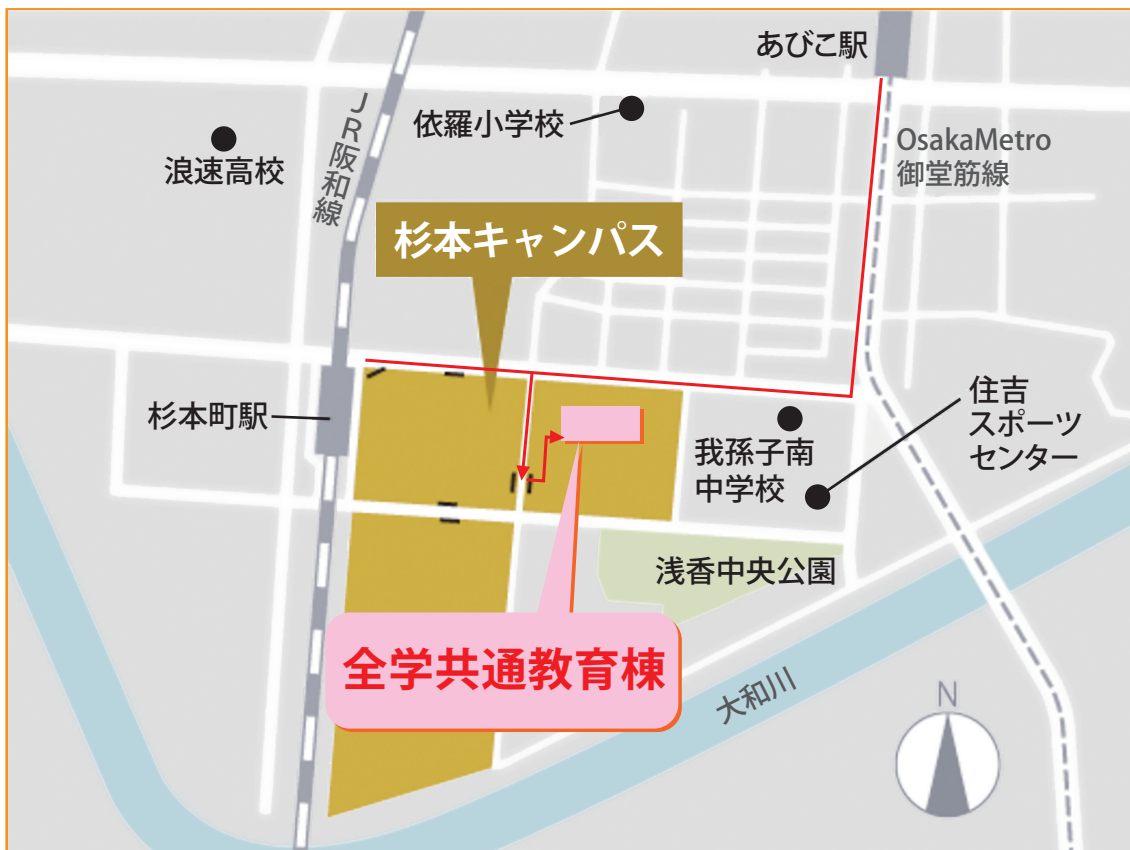 あびこ駅
依羅小学校
浪速高校
JR阪和線
OsakaMetro
御堂筋線
杉本キャンパス
杉本町駅
住吉
スポーツ
センター
我孫子南
中学校
浅香中央公園
全学共通教育棟
大和川
N